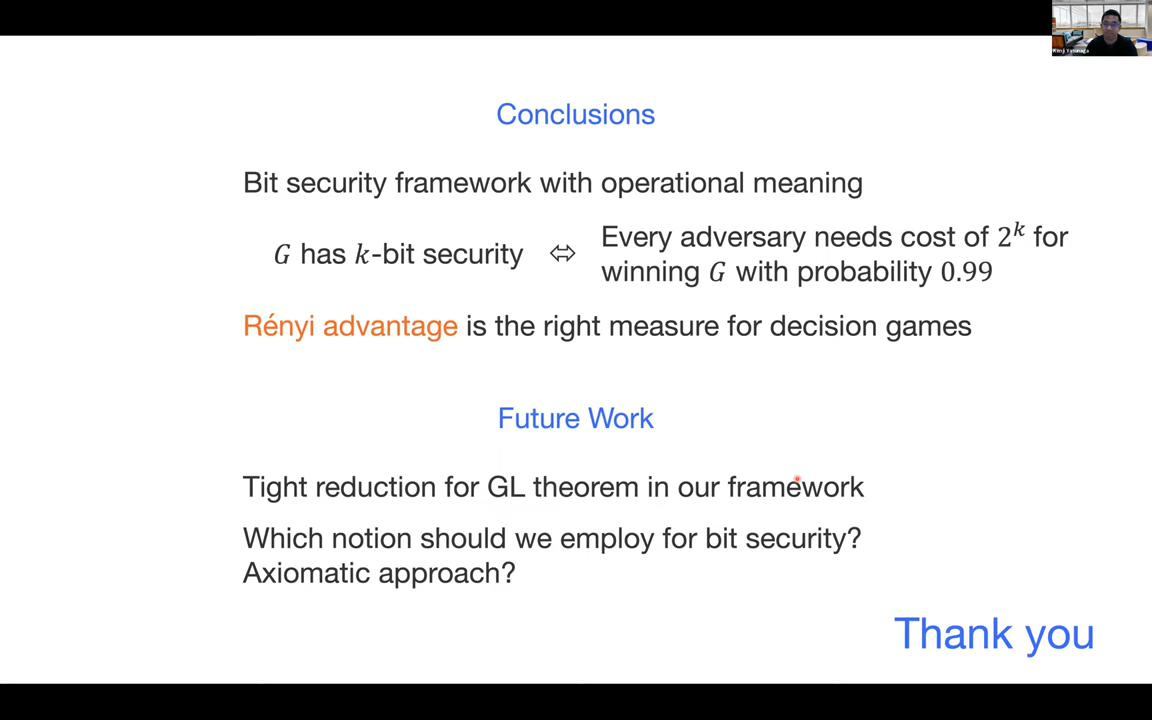 Conclusions
Bit security framework with operational meaning
G has k-bit security ⇔ Every adversary needs cost of 2^k for
winning G with probability 0.99
Rényi advantage is the right measure for decision games
Future Work
Tight reduction for GL theorem in our framework
Which notion should we employ for bit security?
Axiomatic approach?
Thank you